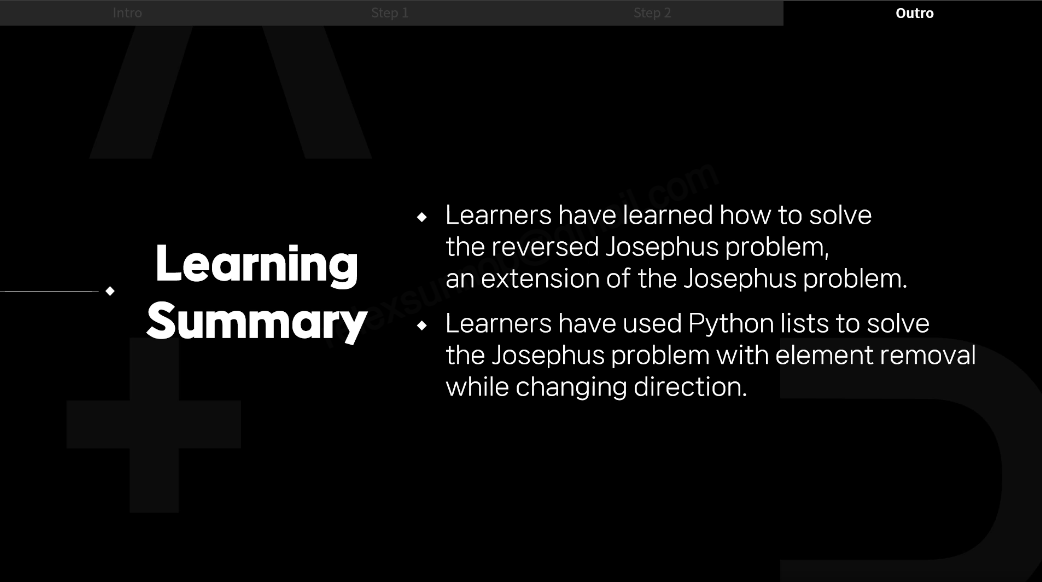 Intro
Step 1
Step 2
Outro
Learning
Summary
Learners have learned how to solve
the reversed Josephus problem,
an extension of the Josephus problem.
Learners have used Python lists to solve
the Josephus problem with element removal
while changing direction.